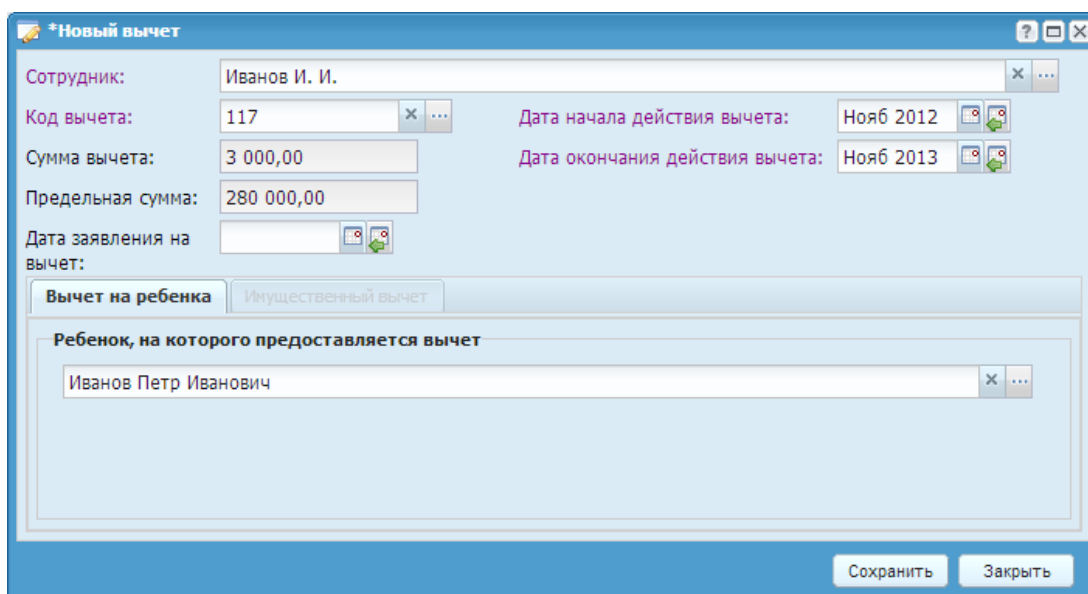 *Новый вычет
Сотрудник: Иванов И. И.
Код вычета: 117 Дата начала действия вычета: Нояб 2012
Сумма вычета: 3 000,00 Дата окончания действия вычета: Нояб 2013
Предельная сумма: 280 000,00
Дата заявления на
вычет:
Вычет на ребенка Имущественный вычет
Ребенок, на которого предоставляется вычет
Иванов Петр Иванович
Сохранить Закрыть